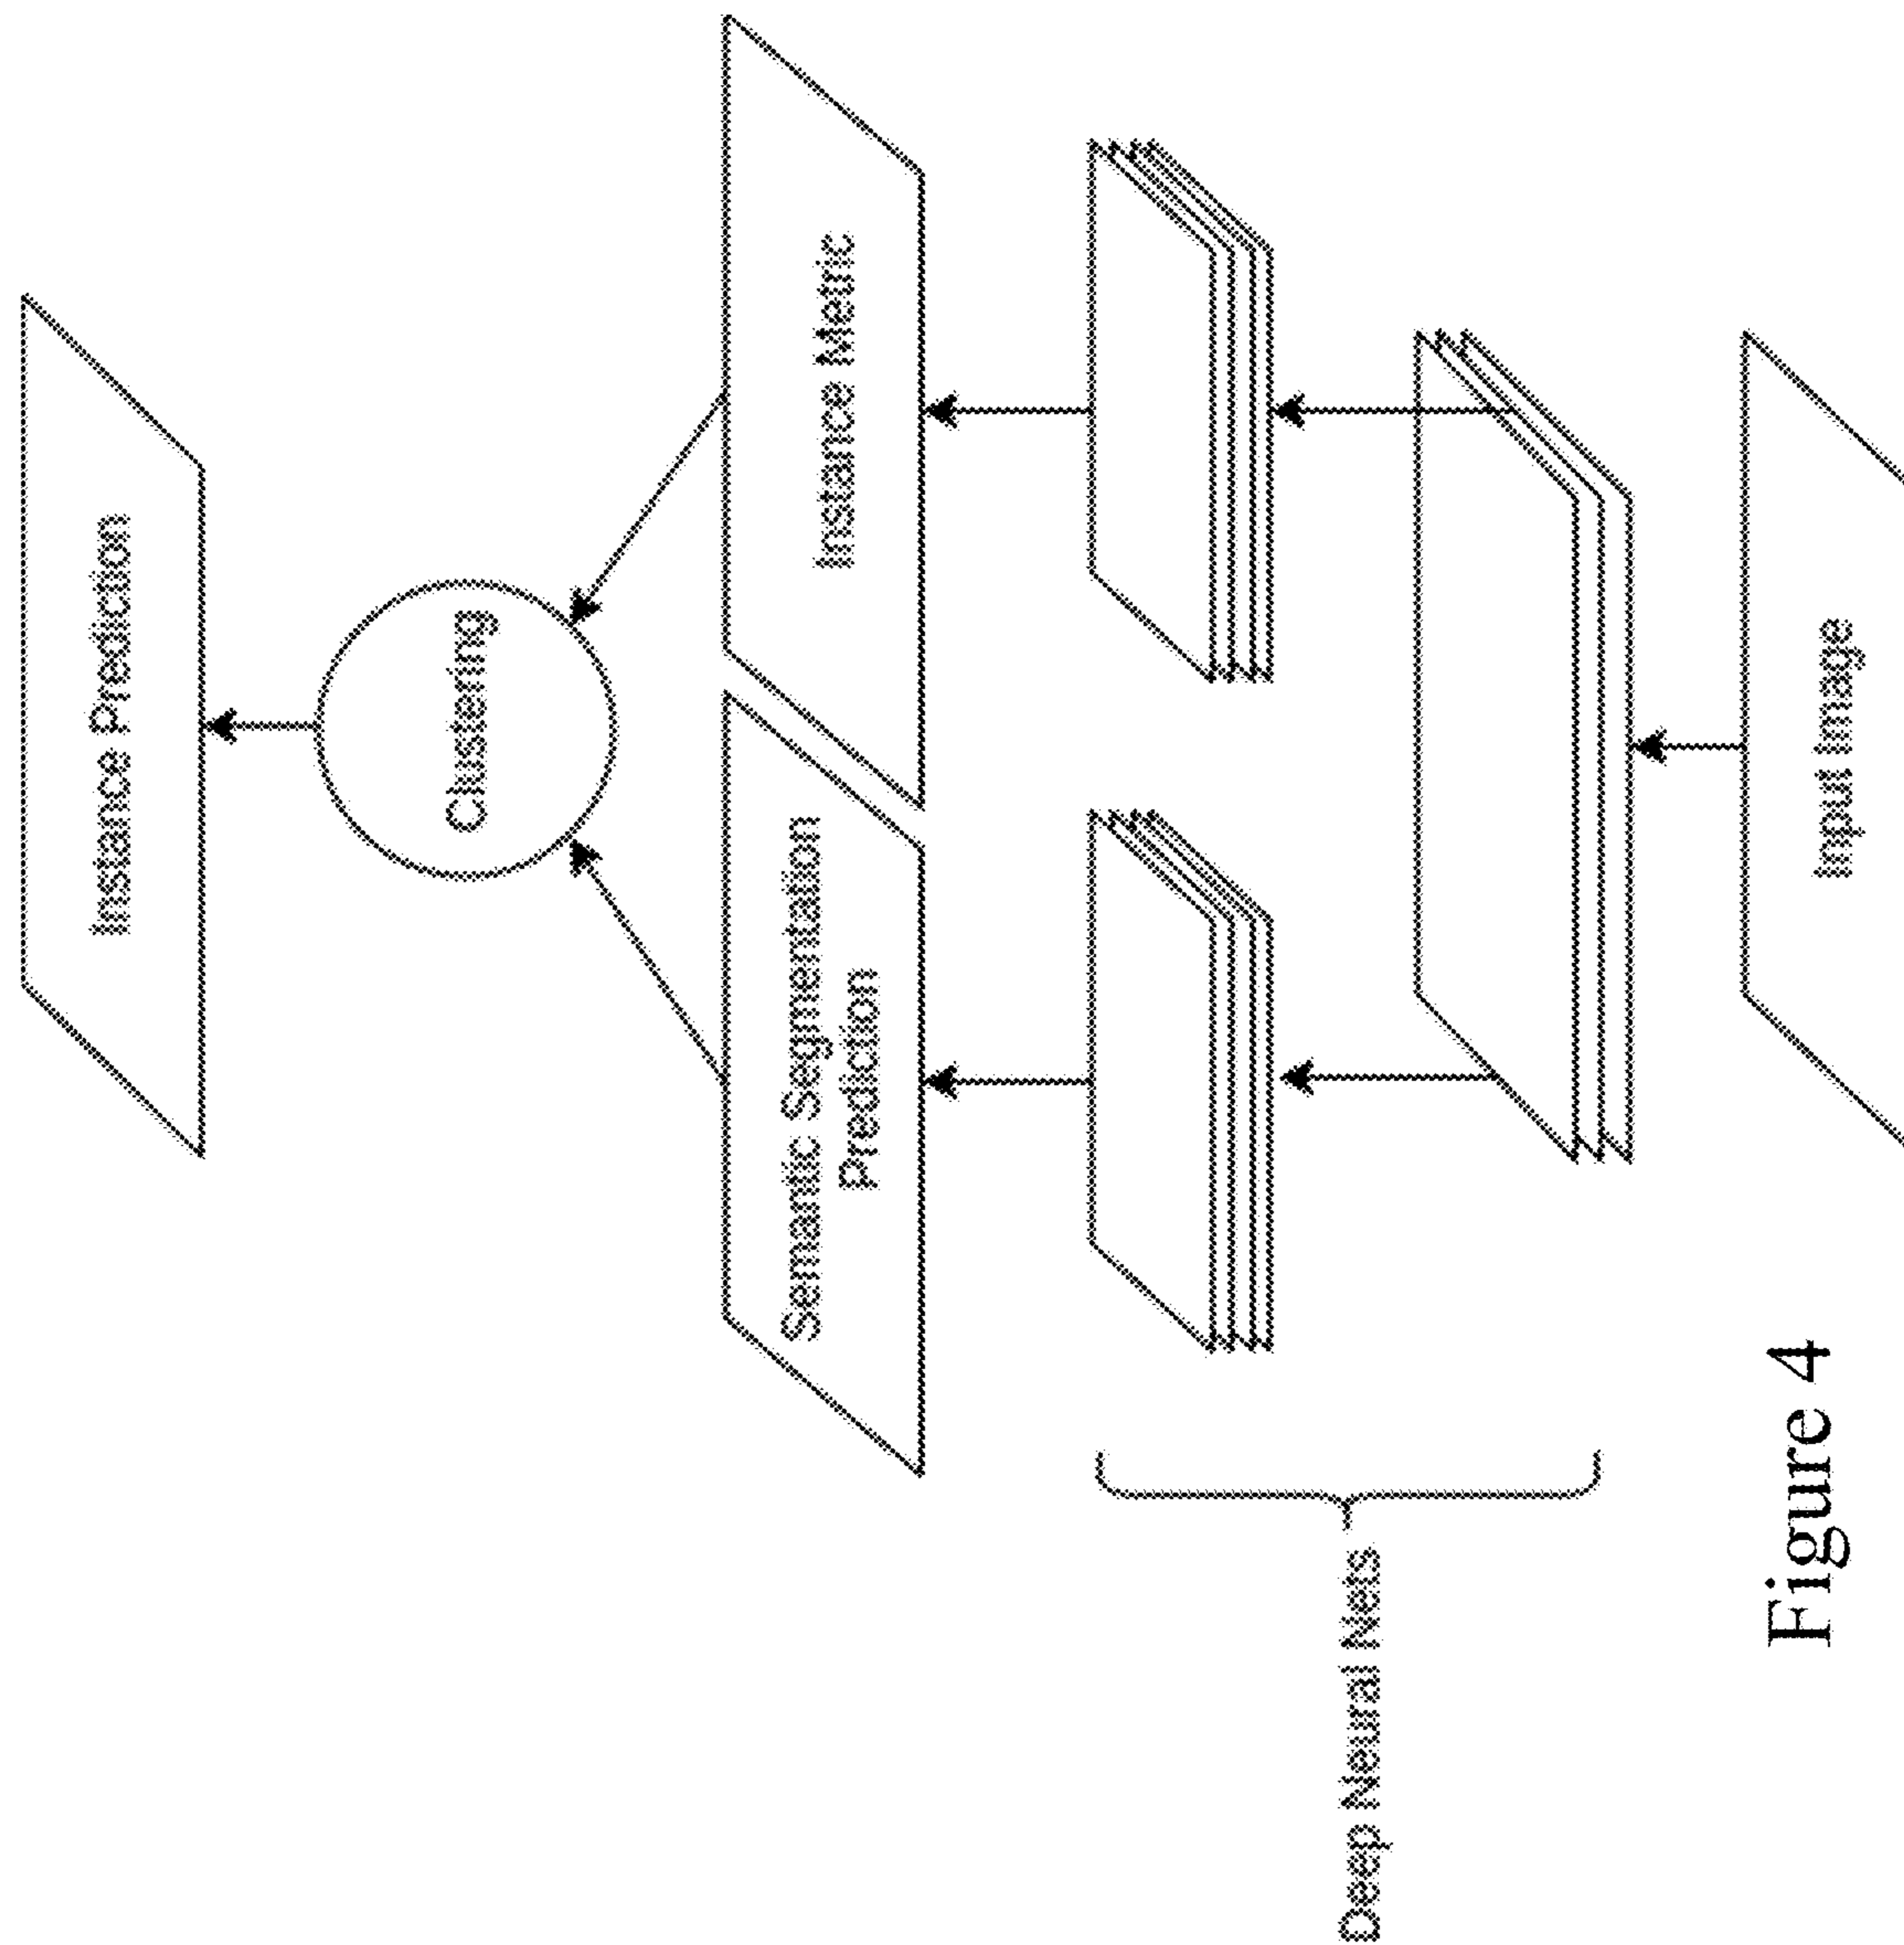 Instance Prediction
Clustering
Semantic Segmentation
Prediction
Instance Metric
Deep Neural Nets
Input Image
Figure 4